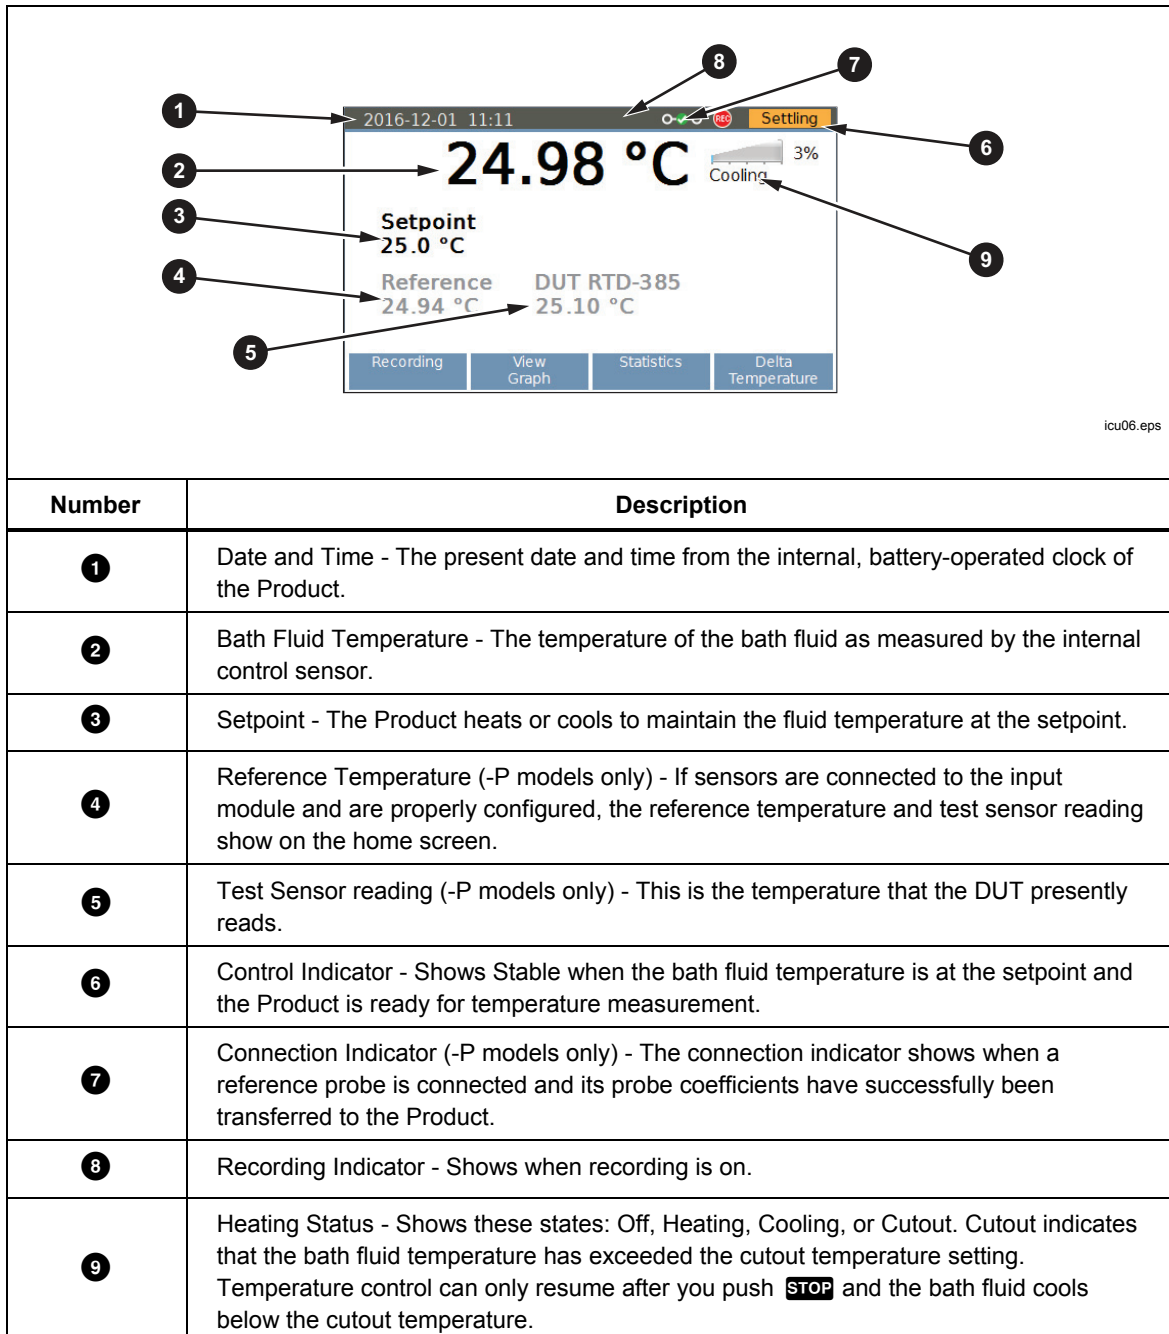 8
7
1
2016-12-01 11:11
REC
Settling
6
2
24.98 °C
3%
Cooling
3
Setpoint
25.0 °C
9
4
Reference
DUT RTD-385
24.94 °C
25.10 °C
5
Recording
View
Graph
Statistics
Delta
Temperature
icu06.eps
Number
Description
1
Date and Time - The present date and time from the internal, battery-operated clock of
the Product.
2
Bath Fluid Temperature - The temperature of the bath fluid as measured by the internal
control sensor.
3
Setpoint - The Product heats or cools to maintain the fluid temperature at the setpoint.
4
Reference Temperature (-P models only) - If sensors are connected to the input
module and are properly configured, the reference temperature and test sensor reading
show on the home screen.
5
Test Sensor reading (-P models only) - This is the temperature that the DUT presently
reads.
6
Control Indicator - Shows Stable when the bath fluid temperature is at the setpoint and
the Product is ready for temperature measurement.
7
Connection Indicator (-P models only) - The connection indicator shows when a
reference probe is connected and its probe coefficients have successfully been
transferred to the Product.
8
Recording Indicator - Shows when recording is on.
9
Heating Status - Shows these states: Off, Heating, Cooling, or Cutout. Cutout indicates
that the bath fluid temperature has exceeded the cutout temperature setting.
Temperature control can only resume after you push STOP and the bath fluid cools
below the cutout temperature.